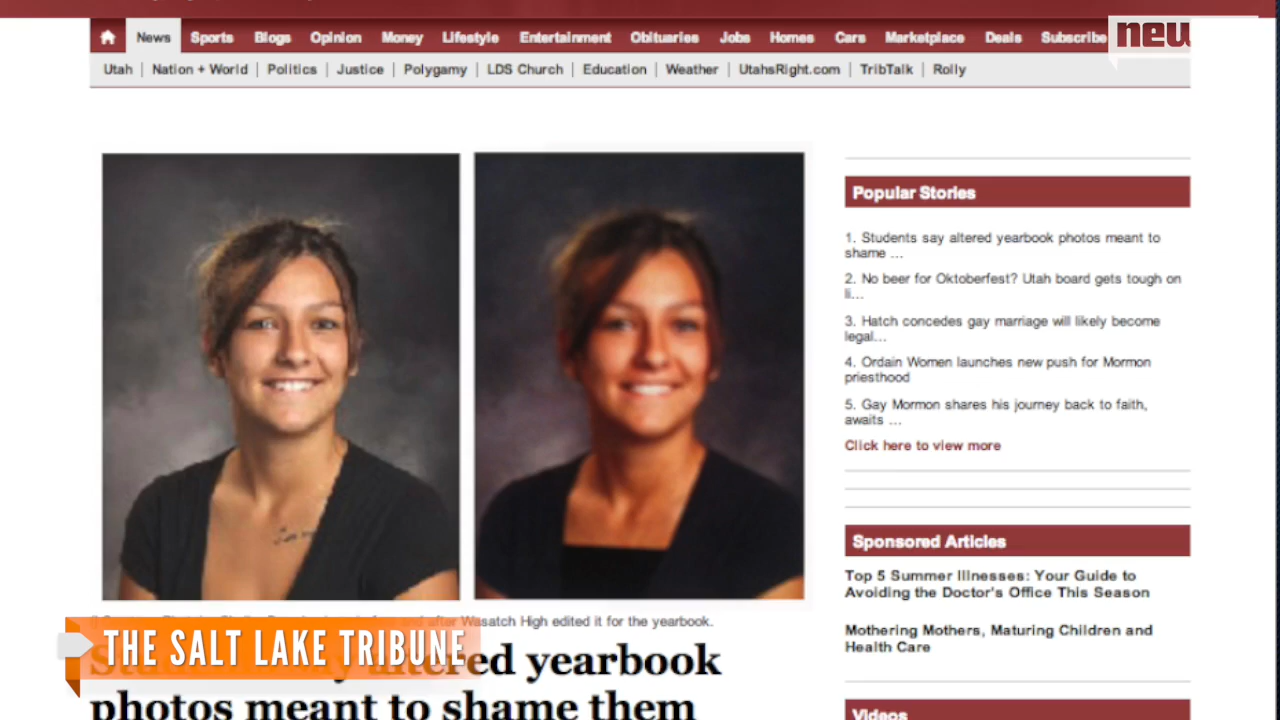 News Sports Blogs Opinion Money Lifestyle Entertainment Obituaries Jobs Homes Cars Marketplace Deals Subscribe
new
Utah | Nation + World | Politics | Justice | Polygamy | LDS Church | Education | Weather | UtahsRight.com | TribTalk | Rolly
Popular Stories
1. Students say altered yearbook photos meant to
shame ...
2. No beer for Oktoberfest? Utah board gets tough on
li...
3. Hatch concedes gay marriage will likely become
legal...
4. Ordain Women launches new push for Mormon
priesthood
5. Gay Mormon shares his journey back to faith,
awaits ...
Click here to view more
Sponsored Articles
Top 5 Summer Illnesses: Your Guide to
Avoiding the Doctor's Office This Season
Mothering Mothers, Maturing Children and
Health Care
Videos
after Wasatch High edited it for the yearbook.
THE SALT LAKE TRIBUNE
altered yearbook
photos meant to shame them